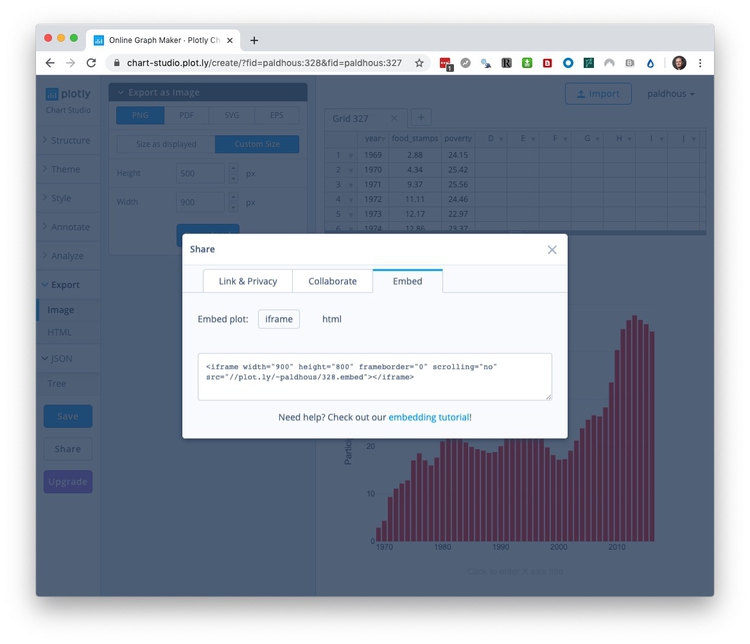 Online Graph Maker · Plotly Ch
chart-studio.plot.ly/create/?fid=paldhous:328&fid=paldhous:327
plotly
Chart Studio
Export as Image
Import
paldhous
PNG PDF SVG EPS
Grid 327
Structure
year food_stamps poverty D E F G H I J
Size as displayed Custom Size
1 1969 2.88 24.15
Theme
2 1970 4.34 25.42
Height 500 px
3 1971 9.37 25.56
Style
4 1972 11.11 24.46
Width 900 px
5 1973 12.17 22.97
Annotate
6 1974 12.86 23.37
Analyze
Share
Export
Link & Privacy Collaborate Embed
Image
Embed plot: iframe html
HTML
JSON
<iframe width="900" height="800" frameborder="0" scrolling="no"
src="//plot.ly/~paldhous/328.embed"></iframe>
Tree
Save
Need help? Check out our embedding tutorial!
Share
Upgrade
Partici
20
10
0
1970 1980 1990 2000 2010
Click to enter X axis title